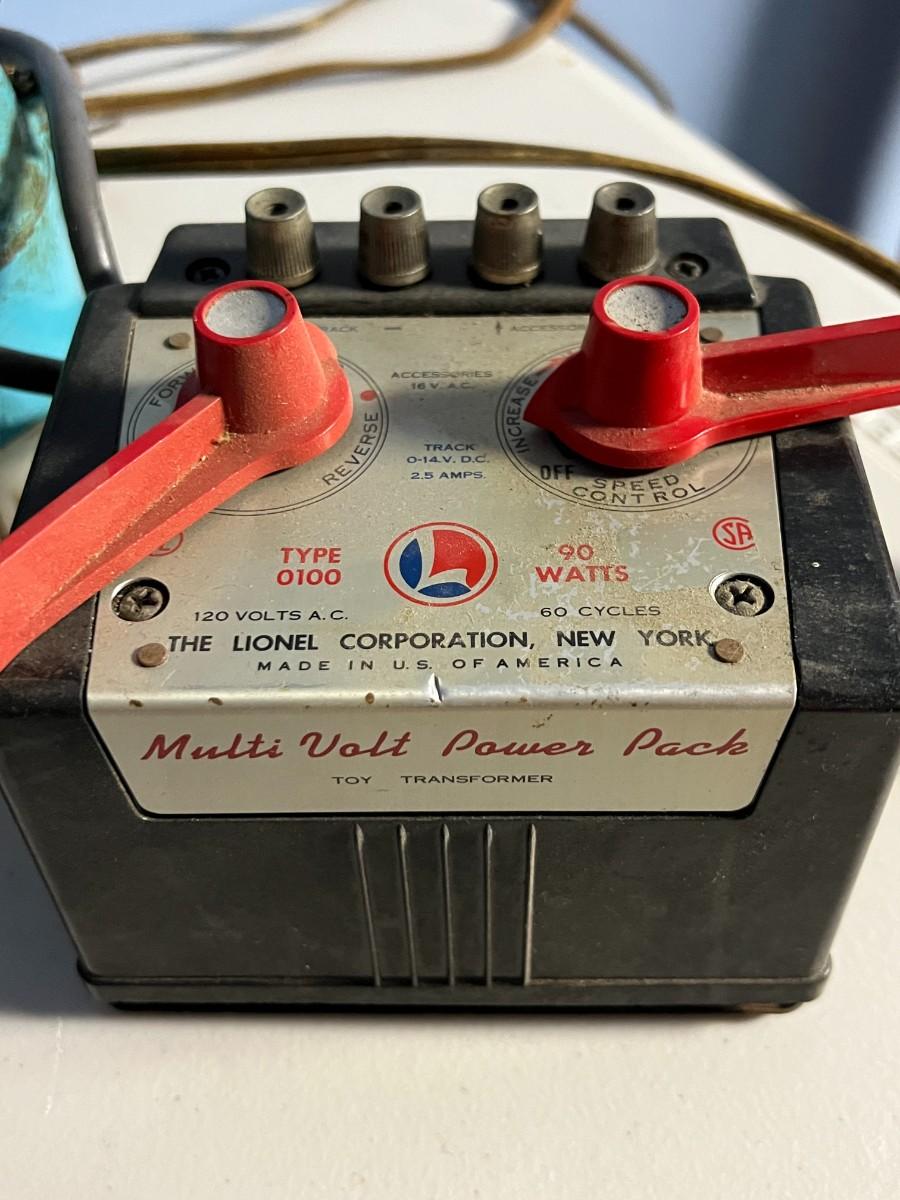 ACCESSORIES
16 V. A.C.
INCREASE
REVERSE
TRACK
0-14.V. D.C.
2.5 AMPS.
OFF
SPEED
CONTROL
TYPE
0100
L
90
WATTS
SA
120 VOLTS A.C.
60 CYCLES
THE LIONEL CORPORATION, NEW YORK
MADE IN U.S. OF AMERICA
Multi Volt Power Pack
TOY TRANSFORMER